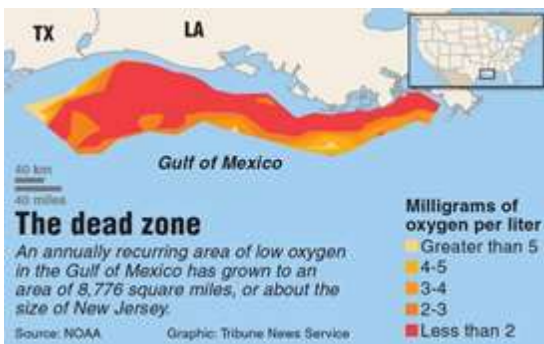 TX
LA
Gulf of Mexico
40 km
40 miles
The dead zone
An annually recurring area of low oxygen
in the Gulf of Mexico has grown to an
area of 8,776 square miles, or about the
size of New Jersey.
Source: NOAA Graphic: Tribune News Service
Milligrams of
oxygen per liter
Greater than 5
4-5
3-4
2-3
Less than 2